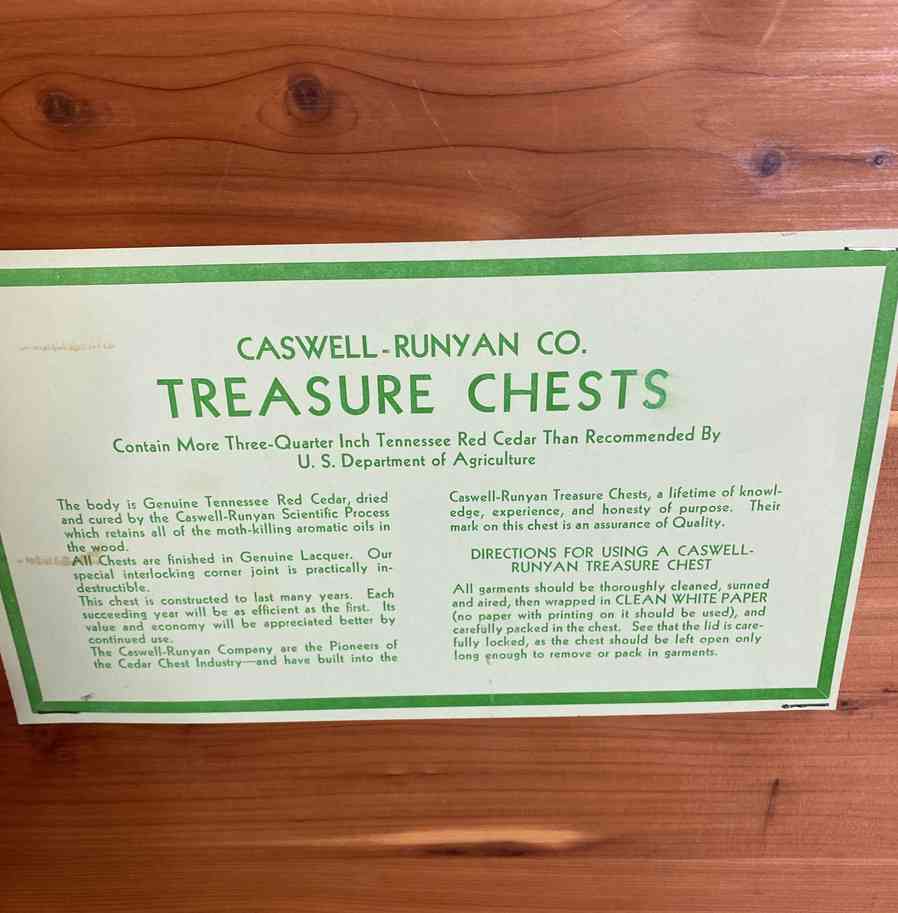 CASWELL-RUNYAN CO.
TREASURE CHESTS
Contain More Three-Quarter Inch Tennessee Red Cedar Than Recommended By
U. S. Department of Agriculture
The body is Genuine Tennessee Red Cedar, dried
and cured by the Caswell-Runyan Scientific Process
which retains all of the moth-killing aromatic oils in
the wood.
All Chests are finished in Genuine Lacquer. Our
special interlocking corner joint is practically in-
destructible.
This chest is constructed to last many years. Each
succeeding year will be as efficient as the first. Its
value and economy will be appreciated better by
continued use.
The Caswell-Runyan Company are the Pioneers of
the Cedar Chest Industry—and have built into the
Caswell-Runyan Treasure Chests, a lifetime of knowl-
edge, experience, and honesty of purpose. Their
mark on this chest is an assurance of Quality.
DIRECTIONS FOR USING A CASWELL-
RUNYAN TREASURE CHEST
All garments should be thoroughly cleaned, sunned
and aired, then wrapped in CLEAN WHITE PAPER
(no paper with printing on it should be used), and
carefully packed in the chest. See that the lid is care-
fully locked, as the chest should be left open only
long enough to remove or pack in garments.